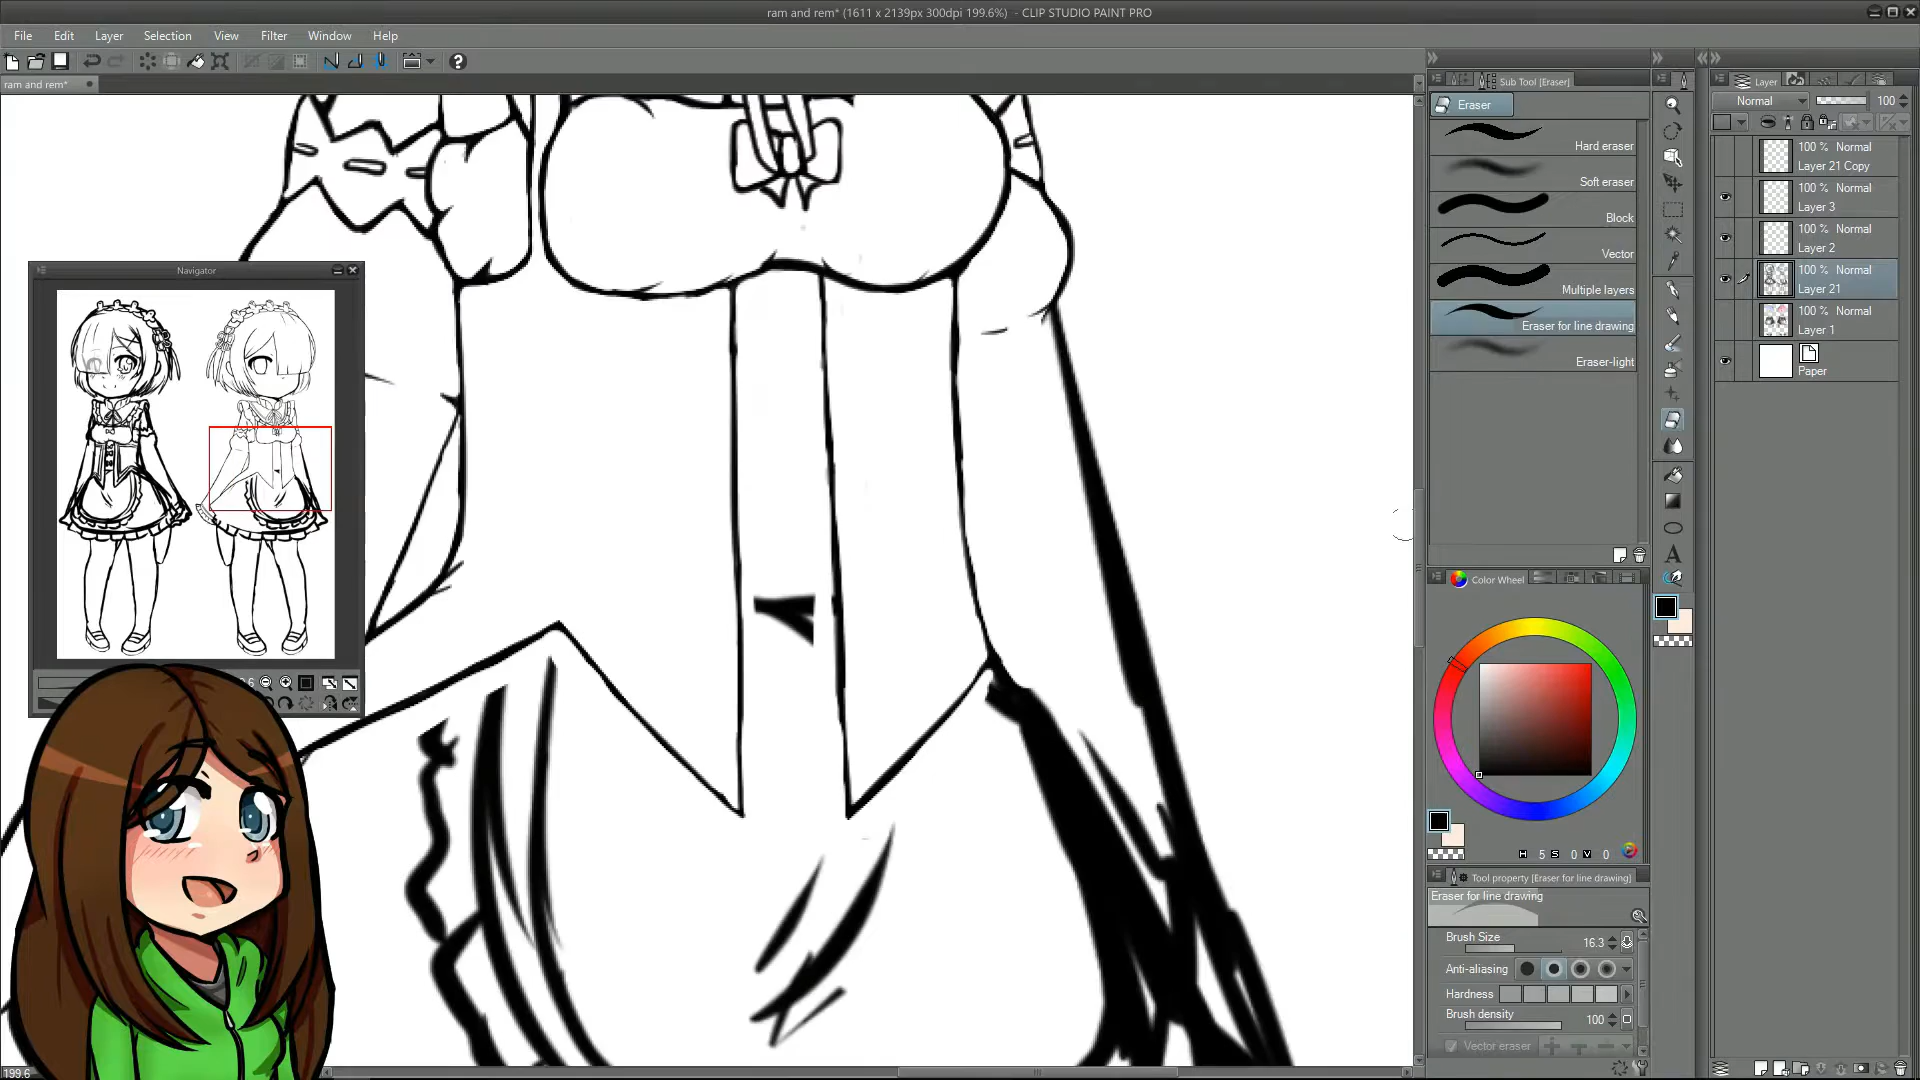 ram and rem* (1611 x 2139px 300dpi 199.6%) - CLIP STUDIO PAINT PRO
File Edit Layer Selection View Filter Window Help
ram and rem*
Navigator
Sub Tool [Eraser]
Eraser
Hard eraser
Soft eraser
Block
Vector
Multiple layers
Eraser for line drawing
Eraser-light
Color Wheel
H 5 S 0 V 0
Tool property [Eraser for line drawing]
Eraser for line drawing
Brush Size 16.3
Anti-aliasing
Hardness
Brush density 100
Vector eraser
Layer
Normal 100
100 % Normal
Layer 21 Copy
100 % Normal
Layer 3
100 % Normal
Layer 2
100 % Normal
Layer 21
100 % Normal
Layer 1
Paper
199.6